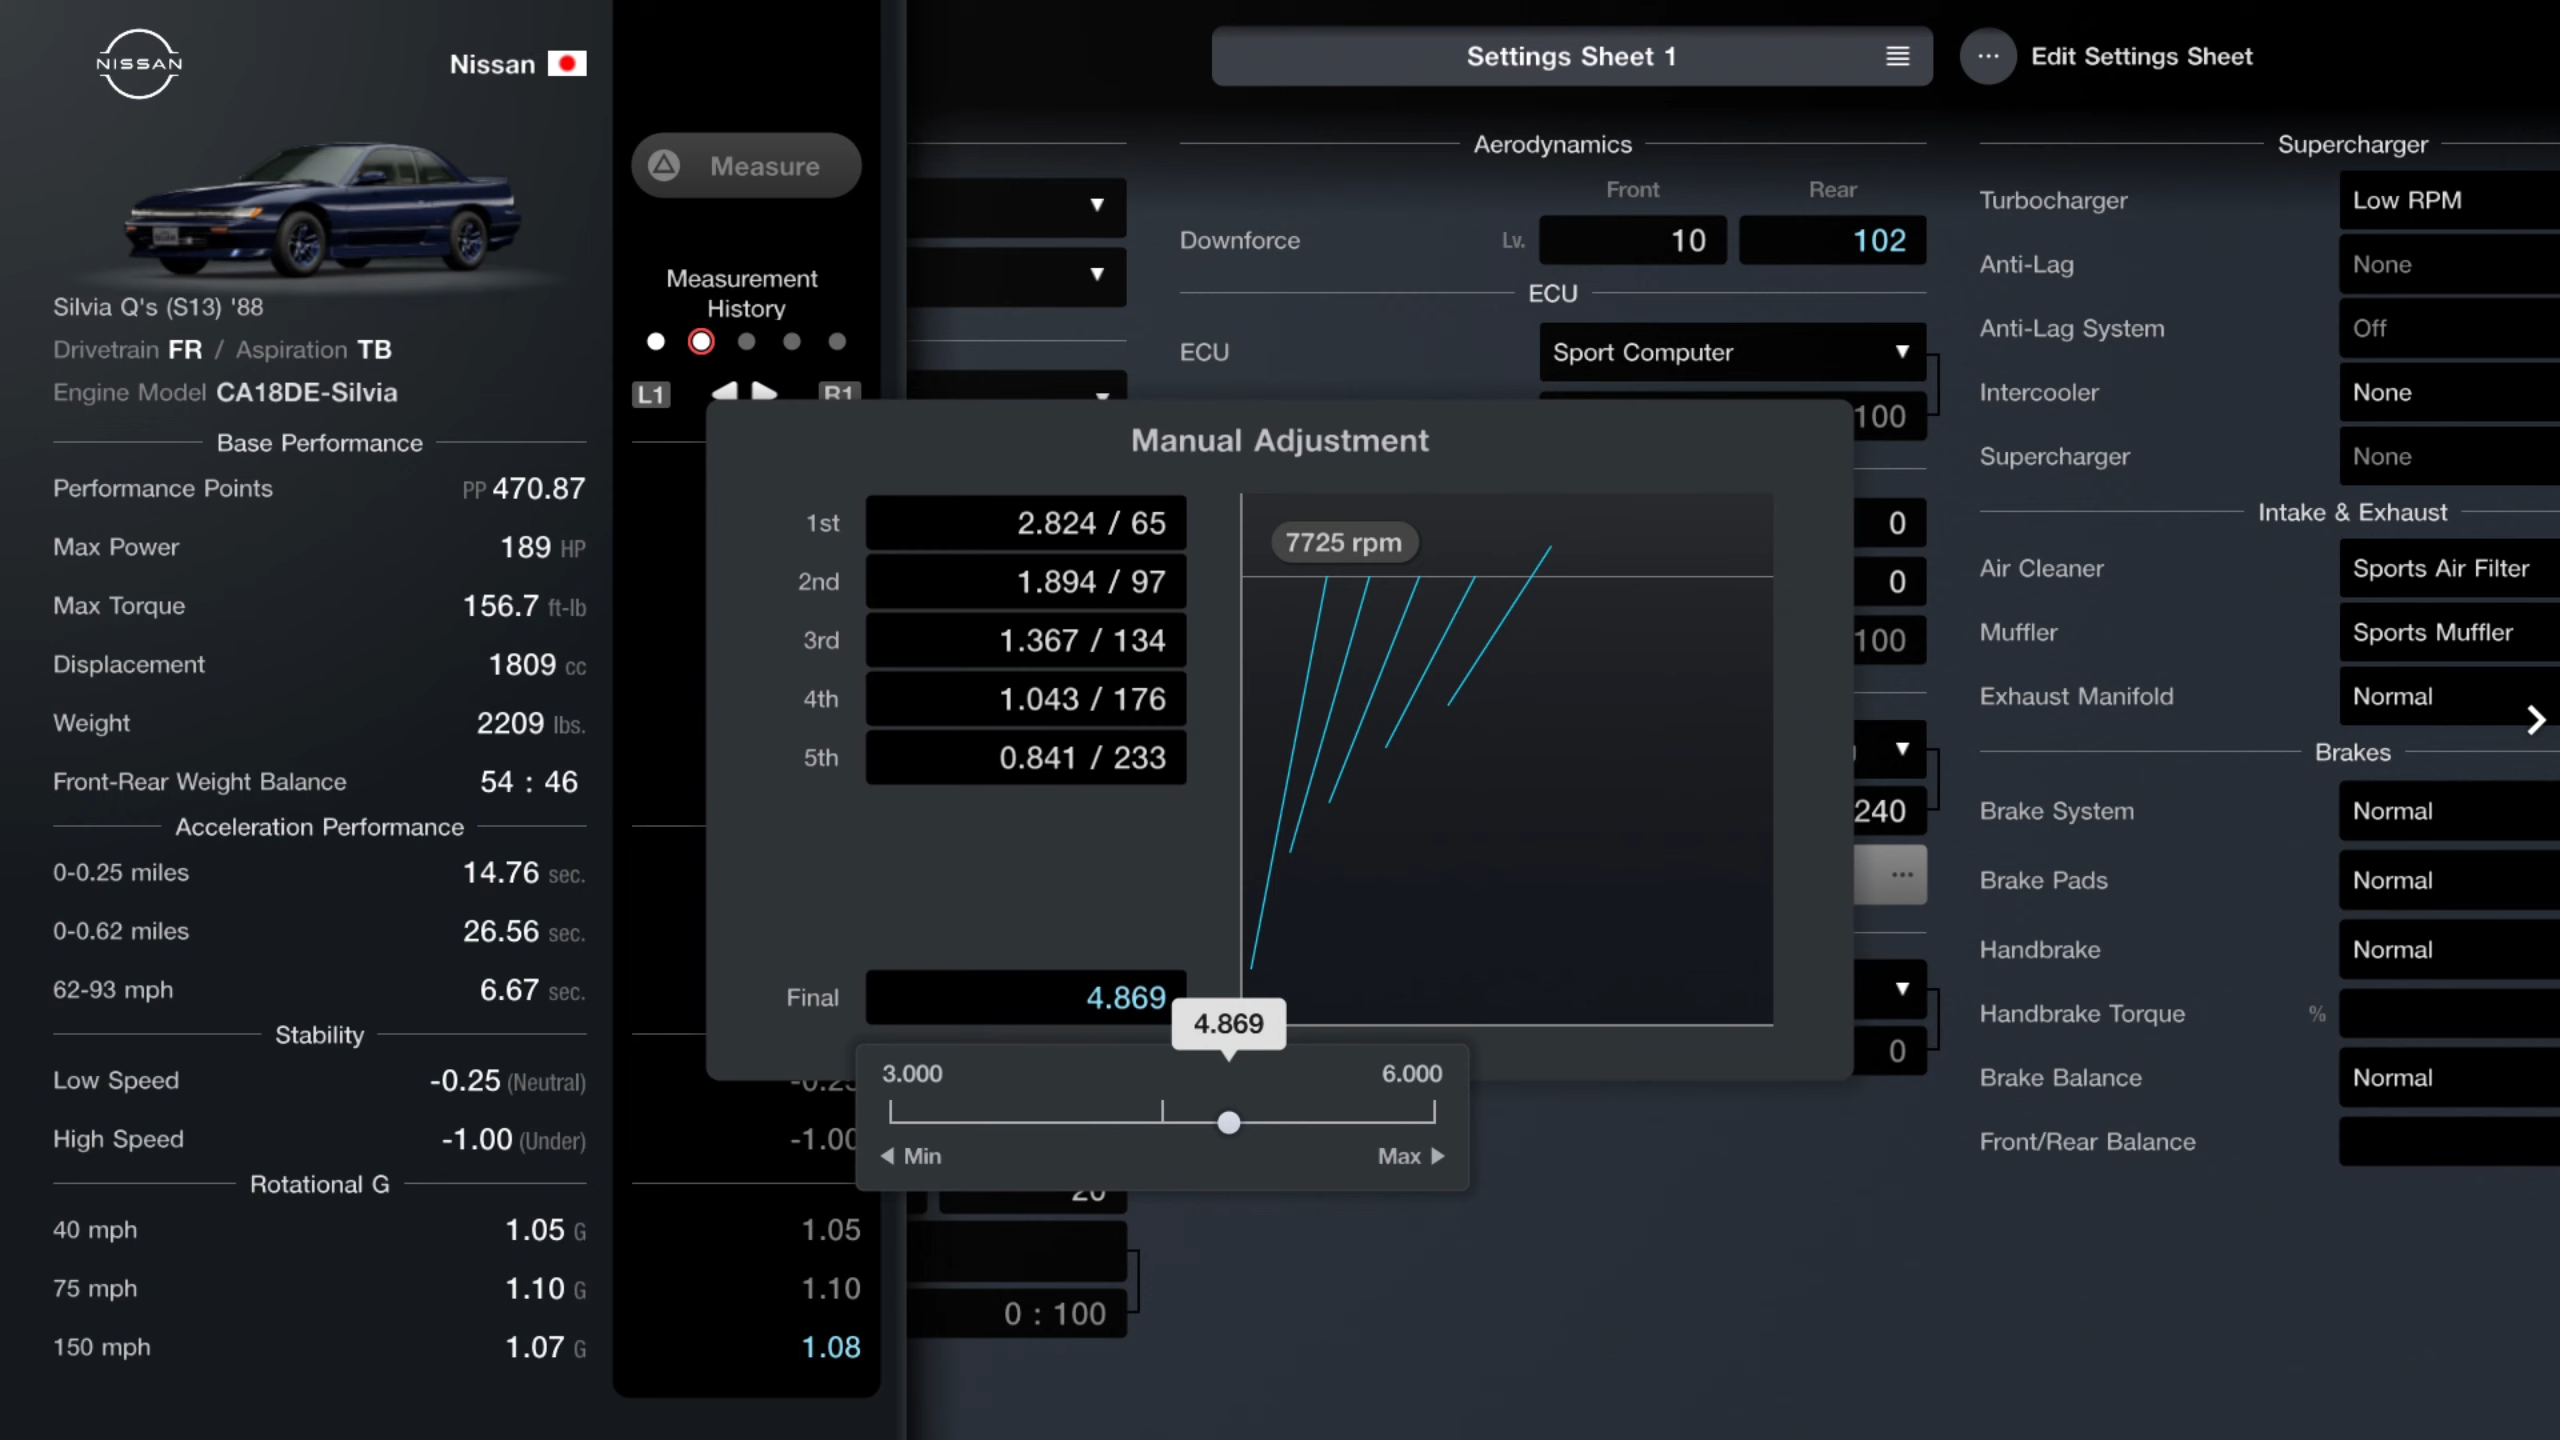 NISSAN
Nissan
Silvia Q's (S13) '88
Drivetrain FR / Aspiration TB
Engine Model CA18DE-Silvia
Base Performance
Performance Points PP 470.87
Max Power 189 HP
Max Torque 156.7 ft-lb
Displacement 1809 cc
Weight 2209 lbs.
Front-Rear Weight Balance 54 : 46
Acceleration Performance
0-0.25 miles 14.76 sec.
0-0.62 miles 26.56 sec.
62-93 mph 6.67 sec.
Stability
Low Speed -0.25 (Neutral)
High Speed -1.00 (Under)
Rotational G
40 mph 1.05 G
75 mph 1.10 G
150 mph 1.07 G
Measure
Measurement
History
L1 R1
-0.25
-1.00
1.05
1.10
1.08
Settings Sheet 1
Edit Settings Sheet
Aerodynamics
Front Rear
Downforce Lv. 10 102
ECU
ECU Sport Computer
100
0
0
100
240
0
20
0 : 100
Manual Adjustment
1st 2.824 / 65
2nd 1.894 / 97
3rd 1.367 / 134
4th 1.043 / 176
5th 0.841 / 233
Final 4.869
7725 rpm
4.869
3.000 6.000
Min Max
Supercharger
Turbocharger Low RPM
Anti-Lag None
Anti-Lag System Off
Intercooler None
Supercharger None
Intake & Exhaust
Air Cleaner Sports Air Filter
Muffler Sports Muffler
Exhaust Manifold Normal
Brakes
Brake System Normal
Brake Pads Normal
Handbrake Normal
Handbrake Torque %
Brake Balance Normal
Front/Rear Balance